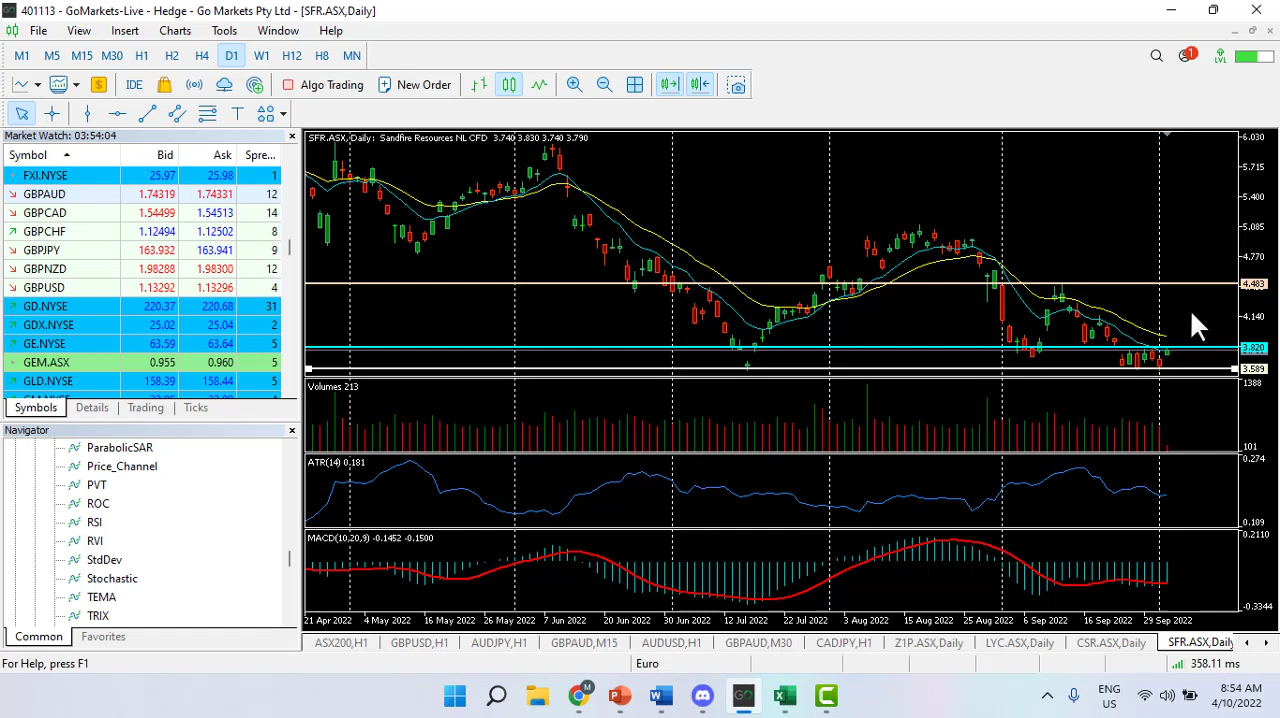 401113 - GoMarkets-Live - Hedge - Go Markets Pty Ltd - [SFR.ASX,Daily]
File View Insert Charts Tools Window Help
M1 M5 M15 M30 H1 H2 H4 D1 W1 H12 H8 MN
1 LVL
IDE Algo Trading New Order
Market Watch: 03:54:04
Symbol Bid Ask Spre...
FXI.NYSE 25.97 25.98 1
GBPAUD 1.74319 1.74331 12
GBPCAD 1.54499 1.54513 14
GBPCHF 1.12494 1.12502 8
GBPJPY 163.932 163.941 9
GBPNZD 1.98288 1.98300 12
GBPUSD 1.13292 1.13296 4
GD.NYSE 220.37 220.68 31
GDX.NYSE 25.02 25.04 2
GE.NYSE 63.59 63.64 5
GEM.ASX 0.955 0.960 5
GLD.NYSE 158.39 158.44 5
Symbols Details Trading Ticks
Navigator
ParabolicSAR
Price_Channel
PVT
ROC
RSI
RVI
StdDev
Stochastic
TEMA
TRIX
Common Favorites
SFR.ASX, Daily: Sandfire Resources NL CFD 3.740 3.830 3.740 3.790
6.030
5.715
5.400
5.085
4.770
4.483
4.140
3.820
3.589
Volumes 213
1388
101
ATR(14) 0.181
0.274
0.109
MACD(10,20,9) -0.1452 -0.1500
0.2110
-0.3344
21 Apr 2022 4 May 2022 16 May 2022 26 May 2022 7 Jun 2022 20 Jun 2022 30 Jun 2022 12 Jul 2022 22 Jul 2022 3 Aug 2022 15 Aug 2022 25 Aug 2022 6 Sep 2022 16 Sep 2022 29 Sep 2022
ASX200,H1 GBPUSD,H1 AUDJPY,H1 GBPAUD,M15 AUDUSD,H1 GBPAUD,M30 CADJPY,H1 Z1P.ASX,Daily LYC.ASX,Daily CSR.ASX,Daily SFR.ASX,Daily
For Help, press F1 Euro 358.11 ms
M GO ENG US 8:54 AM 4/10/2022